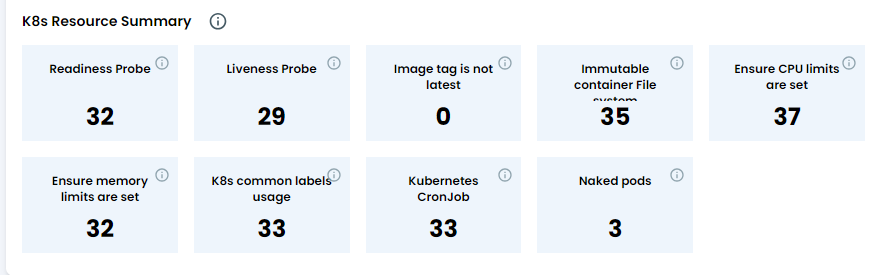 K8s Resource Summary
Readiness Probe
32
Liveness Probe
29
Image tag is not
latest
0
Immutable
container File
system
35
Ensure CPU limits
are set
37
Ensure memory
limits are set
32
K8s common labels
usage
33
Kubernetes
CronJob
33
Naked pods
3